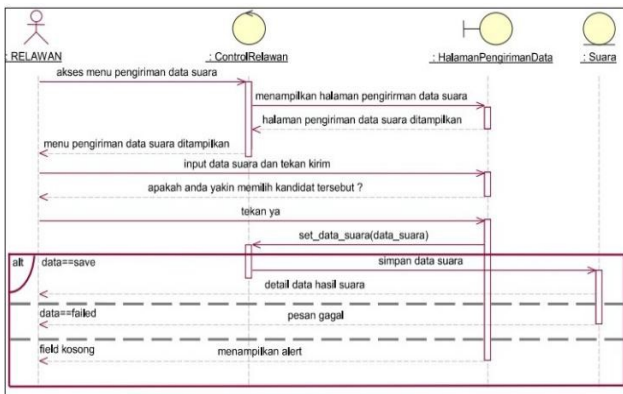 : RELAWAN
: ControlRelawan
: HalamanPengirimanData
: Suara
akses menu pengiriman data suara
menampilkan halaman pengirirman data suara
halaman pengiriman data suara ditampilkan
menu pengiriman data suara ditampilkan
input data suara dan tekan kirim
apakah anda yakin memilih kandidat tersebut ?
tekan ya
set_data_suara(data_suara)
alt
data==save
simpan data suara
detail data hasil suara
data==failed
pesan gagal
field kosong
menampilkan alert